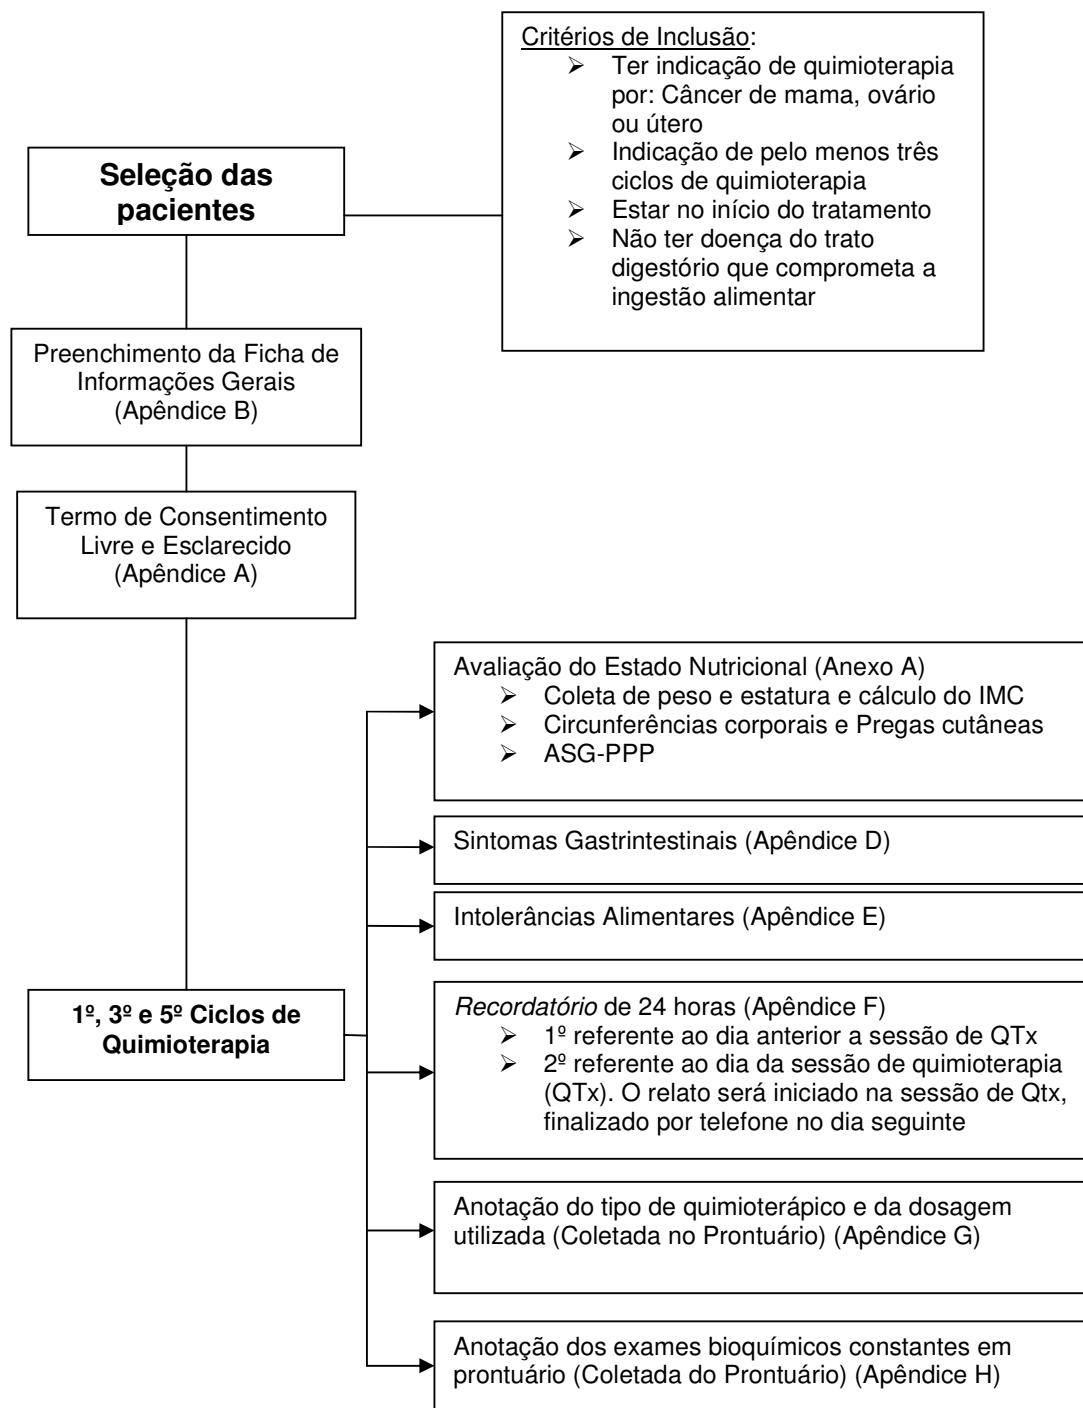 Critérios de Inclusão:
➢ Ter indicação de quimioterapia
por: Câncer de mama, ovário
ou útero
➢ Indicação de pelo menos três
ciclos de quimioterapia
➢ Estar no início do tratamento
➢ Não ter doença do trato
digestório que comprometa a
ingestão alimentar
Seleção das
pacientes
Preenchimento da Ficha de
Informações Gerais
(Apêndice B)
Termo de Consentimento
Livre e Esclarecido
(Apêndice A)
Avaliação do Estado Nutricional (Anexo A)
➢ Coleta de peso e estatura e cálculo do IMC
➢ Circunferências corporais e Pregas cutâneas
➢ ASG-PPP
Sintomas Gastrintestinais (Apêndice D)
Intolerâncias Alimentares (Apêndice E)
1º, 3º e 5º Ciclos de
Quimioterapia
Recordatório de 24 horas (Apêndice F)
➢ 1º referente ao dia anterior a sessão de QTx
➢ 2º referente ao dia da sessão de quimioterapia
(QTx). O relato será iniciado na sessão de Qtx,
finalizado por telefone no dia seguinte
Anotação do tipo de quimioterápico e da dosagem
utilizada (Coletada no Prontuário) (Apêndice G)
Anotação dos exames bioquímicos constantes em
prontuário (Coletada do Prontuário) (Apêndice H)